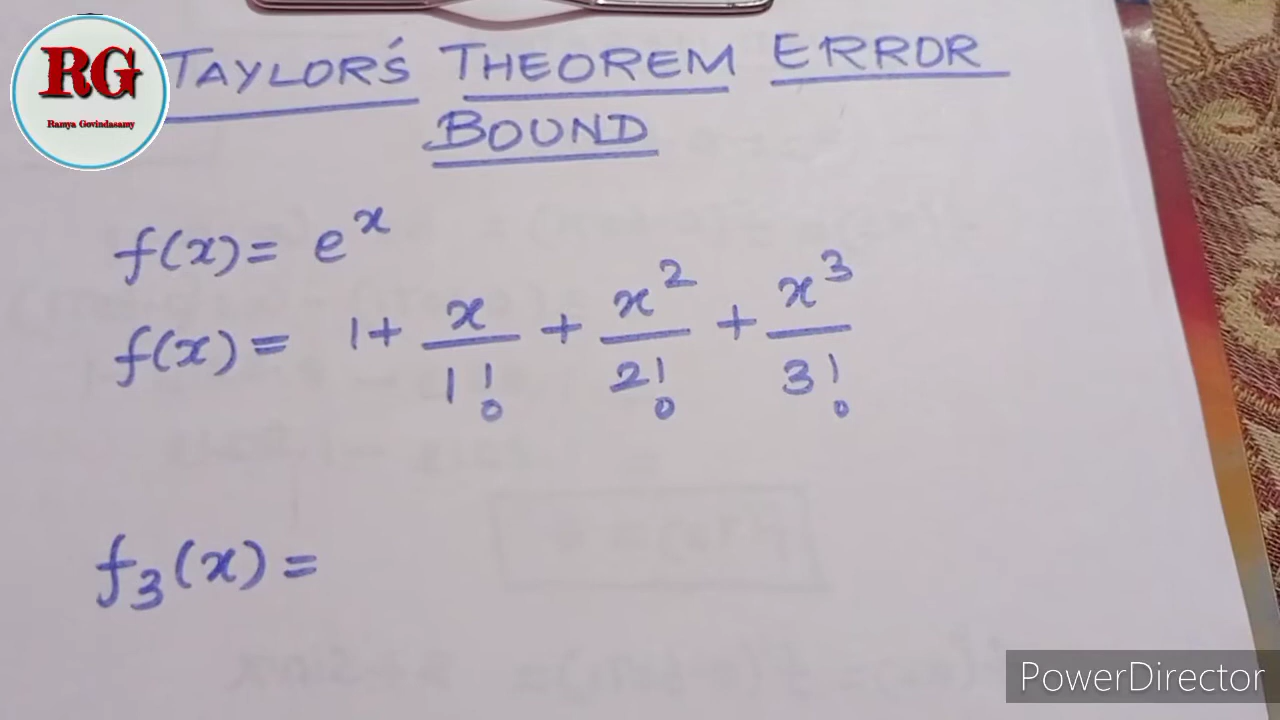 RG
Ramya Govindasamy
TAYLOR'S THEOREM ERROR
BOUND
f(x) = e^x
f(x) = 1 + x/1! + x^2/2! + x^3/3!
f_3(x) =
PowerDirector